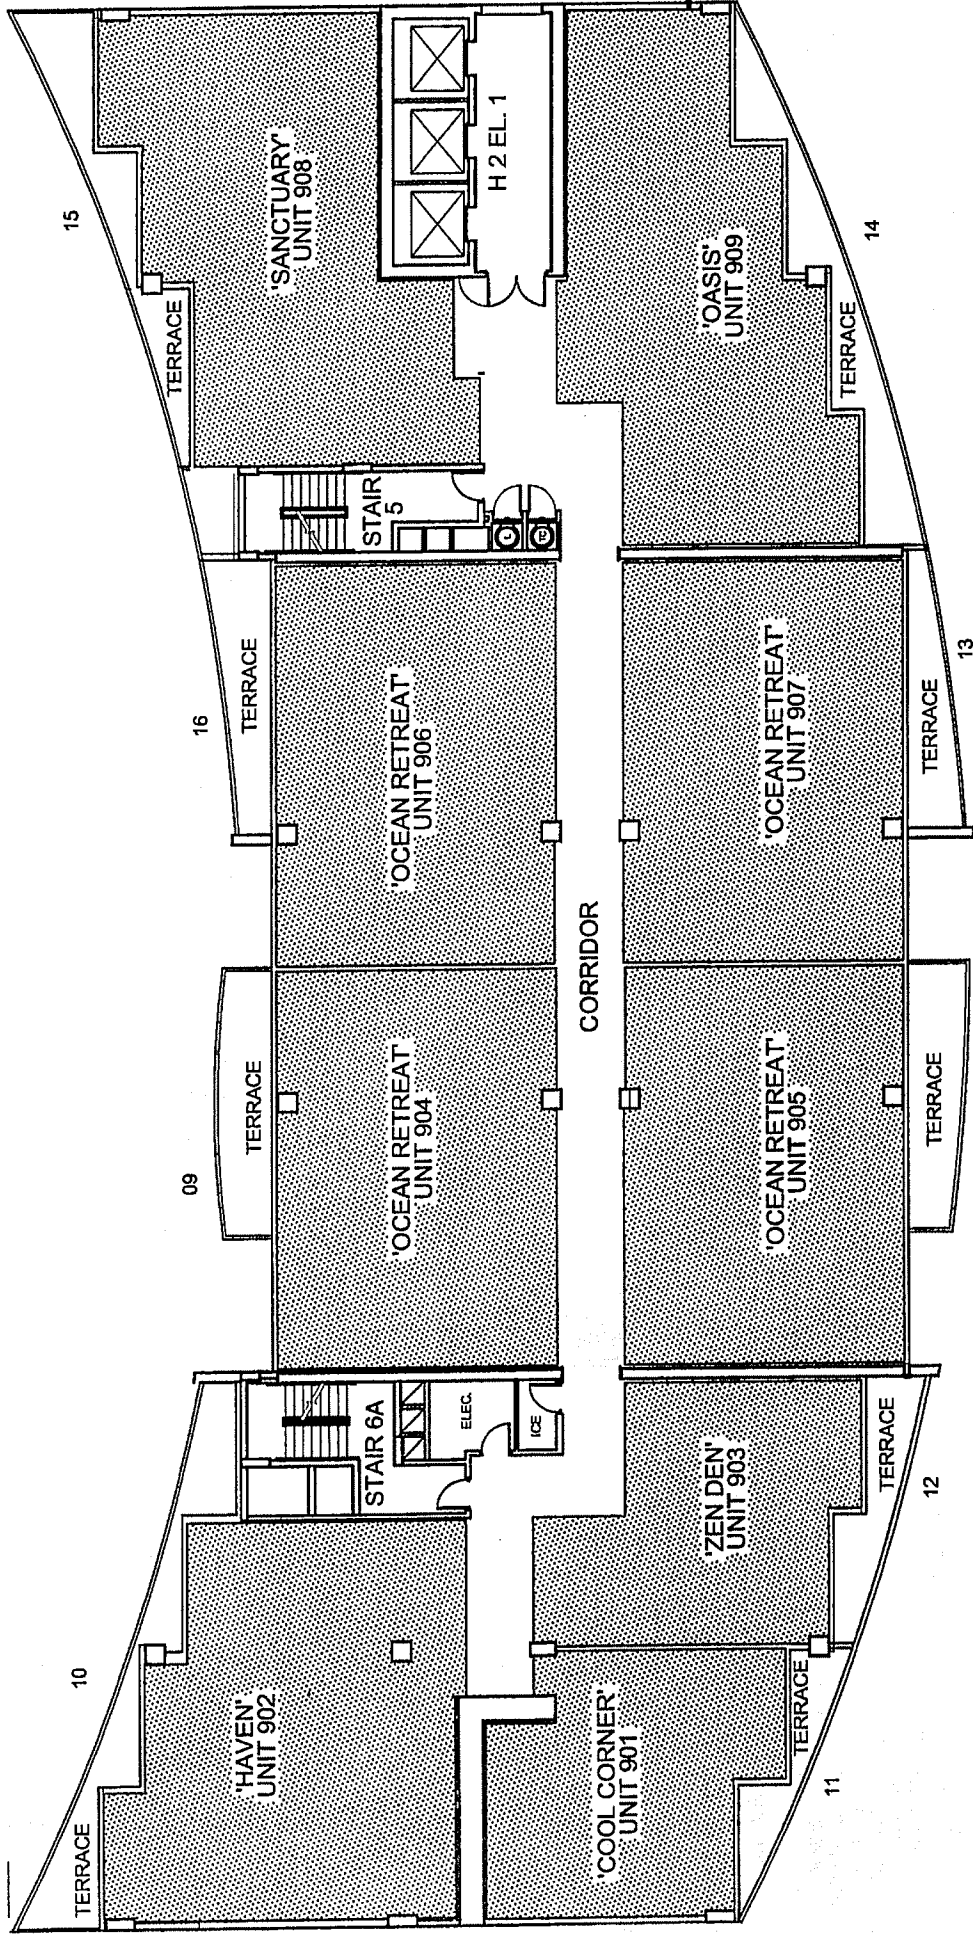 15
TERRACE
'SANCTUARY'
UNIT 908
H 2 EL. 1
'OASIS'
UNIT 909
TERRACE
14
STAIR
5
16
TERRACE
'OCEAN RETREAT'
UNIT 906
'OCEAN RETREAT'
UNIT 907
TERRACE
13
CORRIDOR
09
TERRACE
'OCEAN RETREAT'
UNIT 904
'OCEAN RETREAT'
UNIT 905
TERRACE
STAIR 6A
ELEC.
ICE
'ZEN DEN'
UNIT 903
TERRACE
12
10
TERRACE
'HAVEN'
UNIT 902
'COOL CORNER'
UNIT 901
TERRACE
11